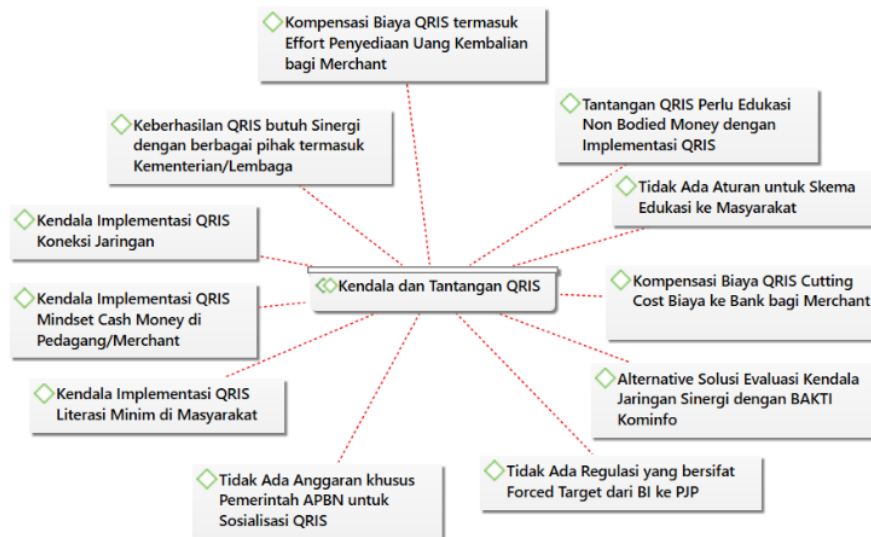 Kompensasi Biaya QRIS termasuk
Effort Penyediaan Uang Kembalian
bagi Merchant
Tantangan QRIS Perlu Edukasi
Non Bodied Money dengan
Implementasi QRIS
Keberhasilan QRIS butuh Sinergi
dengan berbagai pihak termasuk
Kementerian/Lembaga
Tidak Ada Aturan untuk Skema
Edukasi ke Masyarakat
Kendala Implementasi QRIS
Koneksi Jaringan
Kendala dan Tantangan QRIS
Kompensasi Biaya QRIS Cutting
Cost Biaya ke Bank bagi Merchant
Kendala Implementasi QRIS
Mindset Cash Money di
Pedagang/Merchant
Kendala Implementasi QRIS
Literasi Minim di Masyarakat
Alternative Solusi Evaluasi Kendala
Jaringan Sinergi dengan BAKTI
Kominfo
Tidak Ada Anggaran khusus
Pemerintah APBN untuk
Sosialisasi QRIS
Tidak Ada Regulasi yang bersifat
Forced Target dari BI ke PJP